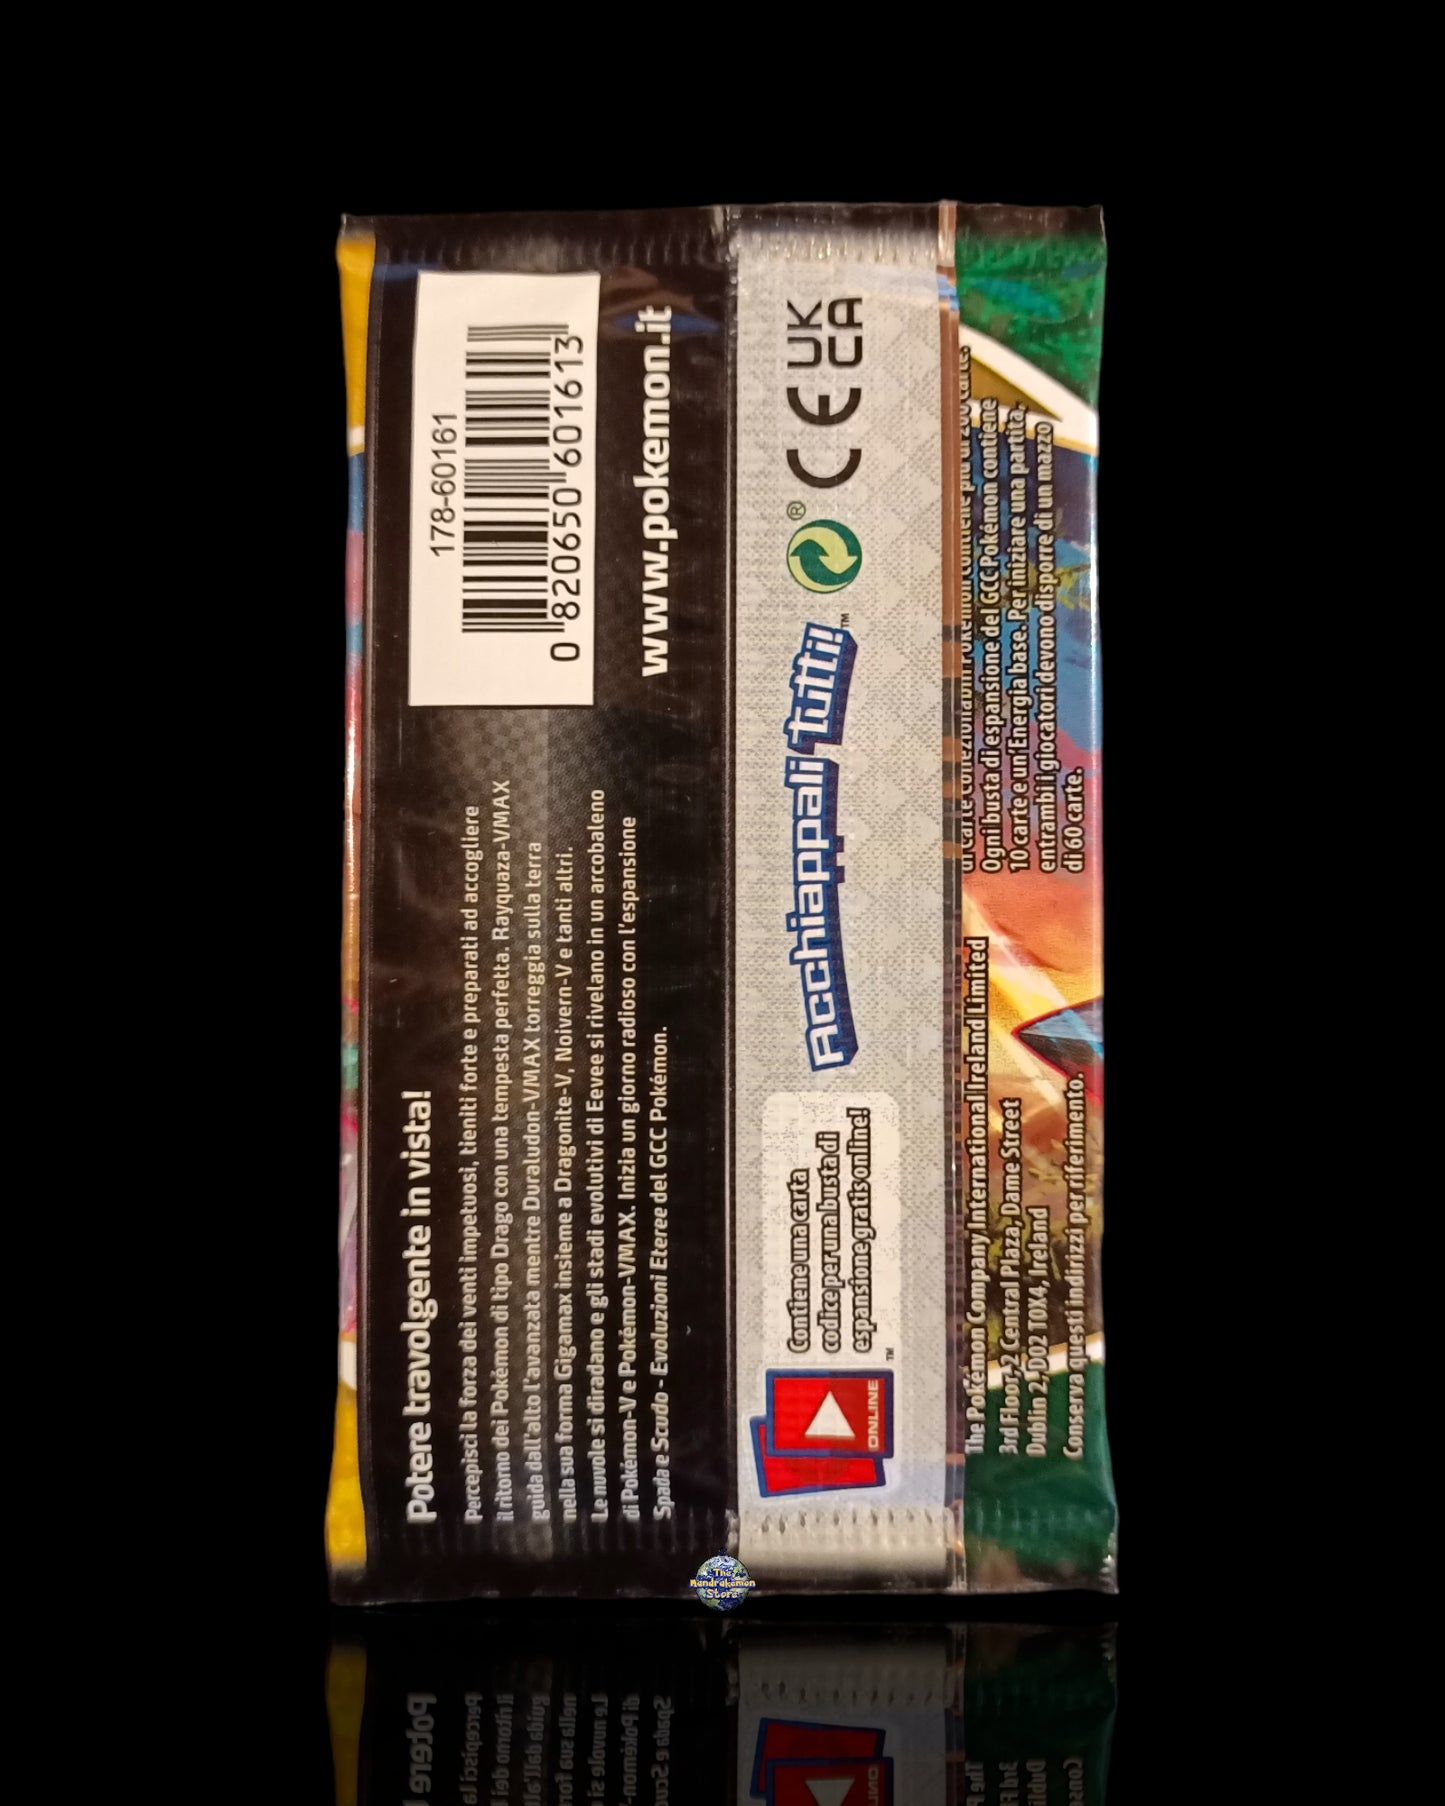 Potere travolgente in vista!
Percepisci la forza dei venti impetuosi, tieniti forte e preparati ad accogliere
il ritorno dei Pokémon di tipo Drago con una tempesta perfetta. Rayquaza-VMAX
guida dall'alto l'avanzata mentre Duraludon-VMAX torreggia sulla terra
nella sua forma Gigamax insieme a Dragonite-V, Noivern-V e tanti altri.
Le nuvole si diradano e gli stadi evolutivi di Eevee si rivelano in un arcobaleno
di Pokémon-V e Pokémon-VMAX. Inizia un giorno radioso con l'espansione
Spada e Scudo - Evoluzioni Eteree del GCC Pokémon.
178-60161
0 820650 601613
www.pokemon.it
ONLINE
TM
Contiene una carta
codice per una busta di
espansione gratis online!
Acchiappali tutti!
TM
®
CE
UK
CA
The Pokémon Company International Ireland Limited
3rd Floor, 2 Central Plaza, Dame Street
Dublin 2, D02 T0X4, Ireland
Conserva questi indirizzi per riferimento.
Ogni busta di espansione del GCC Pokémon contiene
10 carte e un'Energia base. Per iniziare una partita,
entrambi i giocatori devono disporre di un mazzo
di 60 carte.
The
Mandrakemon
Store